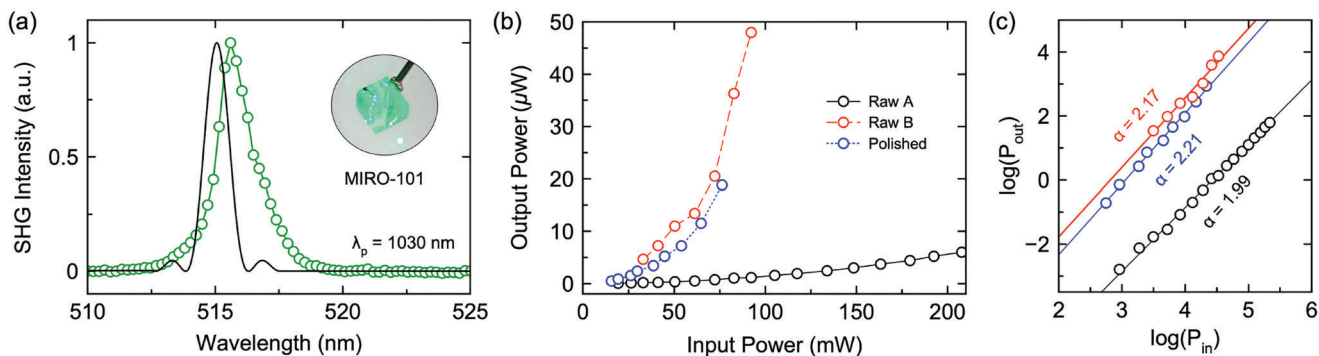 (a)
SHG Intensity (a.u.)
1
0.5
0
MIRO-101
λp = 1030 nm
510
515
520
525
Wavelength (nm)
(b)
Output Power (µW)
50
40
30
20
10
0
Raw A
Raw B
Polished
0
50
100
150
200
Input Power (mW)
(c)
log(Pout)
4
2
0
−2
α = 2.17
α = 2.21
α = 1.99
2
3
4
5
6
log(Pin)